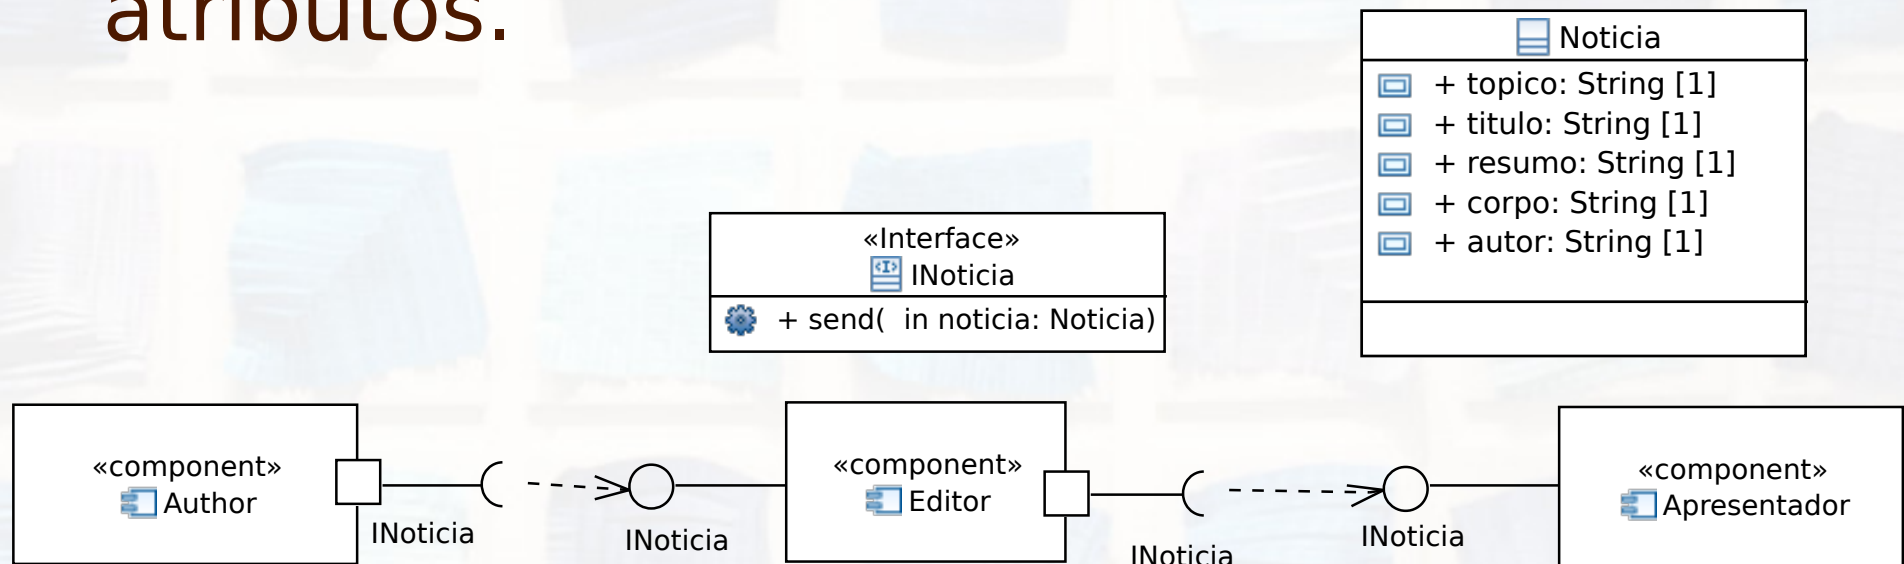 atributos.
Noticia
+ topico: String [1]
+ titulo: String [1]
+ resumo: String [1]
+ corpo: String [1]
+ autor: String [1]
«Interface»
INoticia
+ send(  in noticia: Noticia)
«component»
Author
INoticia
INoticia
«component»
Editor
INoticia
INoticia
«component»
Apresentador